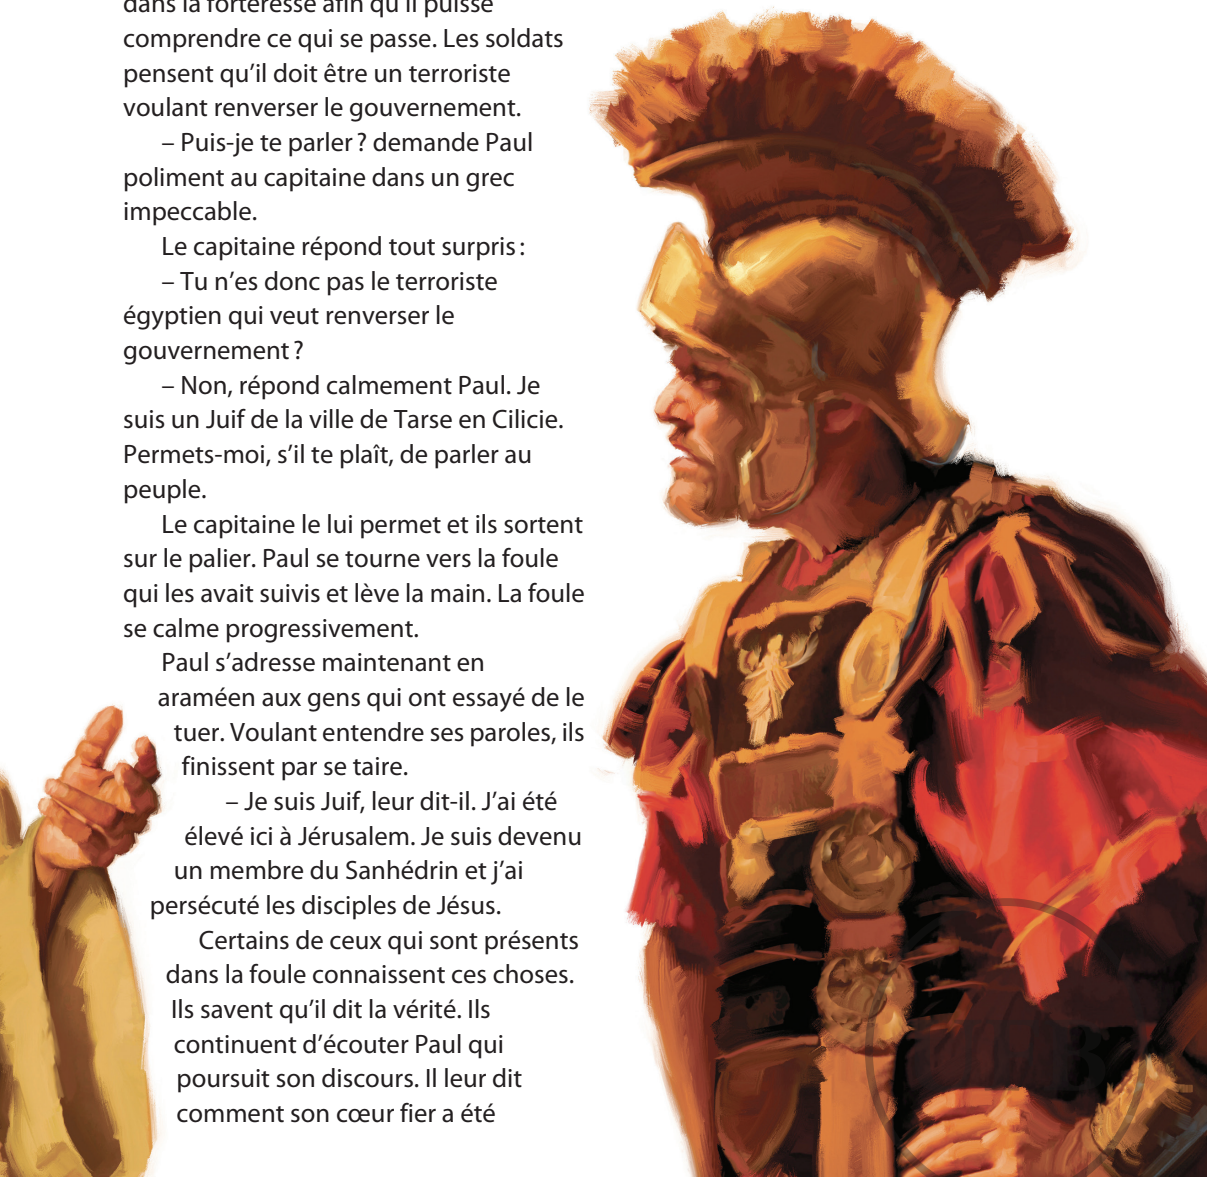 dans la forteresse afin qu'il puisse
comprendre ce qui se passe. Les soldats
pensent qu'il doit être un terroriste
voulant renverser le gouvernement.
– Puis-je te parler ? demande Paul
poliment au capitaine dans un grec
impeccable.
Le capitaine répond tout surpris :
– Tu n'es donc pas le terroriste
égyptien qui veut renverser le
gouvernement ?
– Non, répond calmement Paul. Je
suis un Juif de la ville de Tarse en Cilicie.
Permets-moi, s'il te plaît, de parler au
peuple.
Le capitaine le lui permet et ils sortent
sur le palier. Paul se tourne vers la foule
qui les avait suivis et lève la main. La foule
se calme progressivement.
Paul s'adresse maintenant en
araméen aux gens qui ont essayé de le
tuer. Voulant entendre ses paroles, ils
finissent par se taire.
– Je suis Juif, leur dit-il. J'ai été
élevé ici à Jérusalem. Je suis devenu
un membre du Sanhédrin et j'ai
persécuté les disciples de Jésus.
Certains de ceux qui sont présents
dans la foule connaissent ces choses.
Ils savent qu'il dit la vérité. Ils
continuent d'écouter Paul qui
poursuit son discours. Il leur dit
comment son cœur fier a été